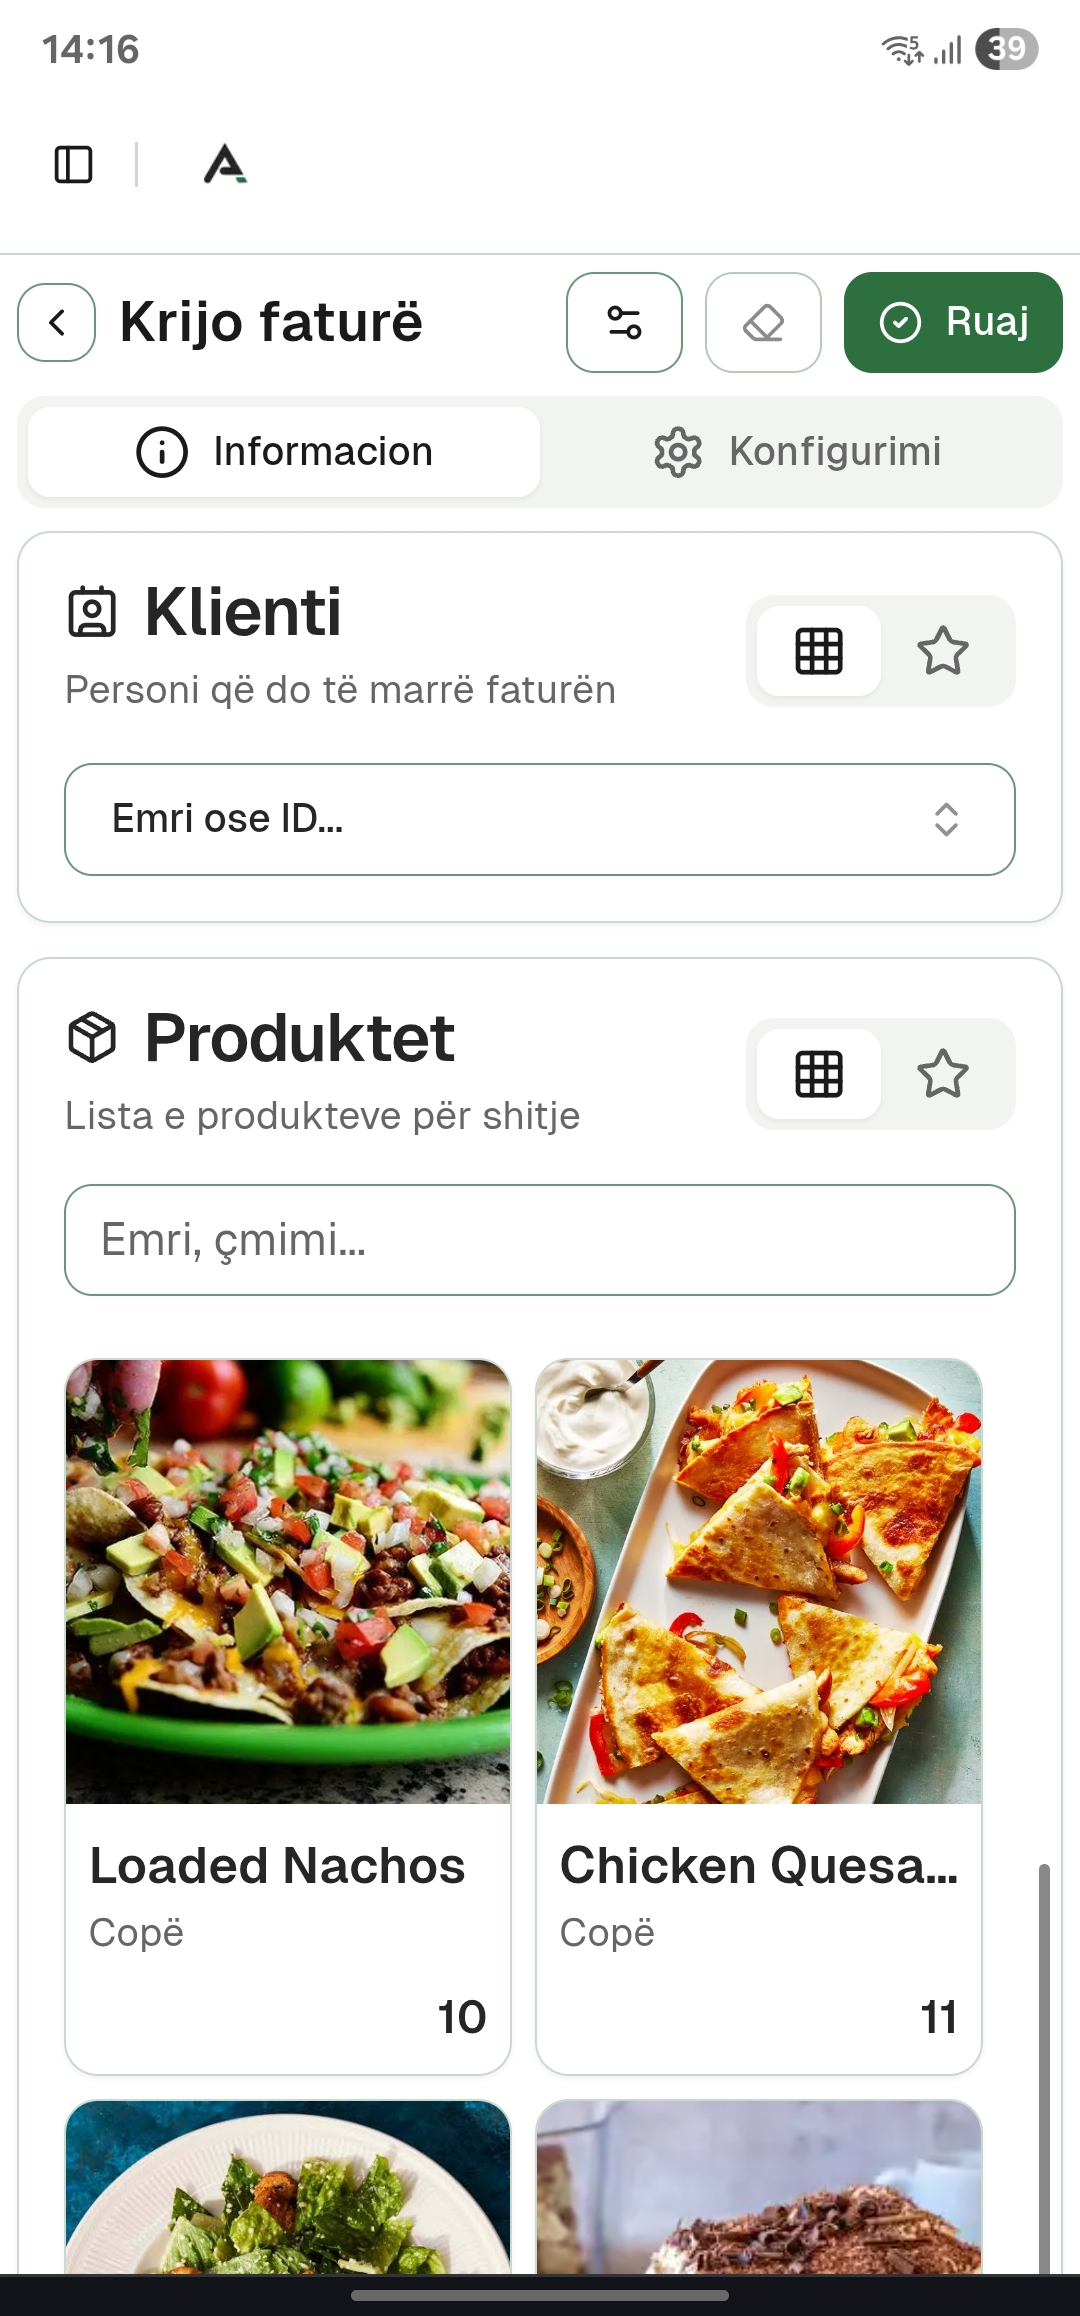 14:16
5
39
Krijo faturë
Ruaj
Informacion
Konfigurimi
Klienti
Personi që do të marrë faturën
Emri ose ID...
Produktet
Lista e produkteve për shitje
Emri, çmimi...
Loaded Nachos
Copë
10
Chicken Quesa...
Copë
11